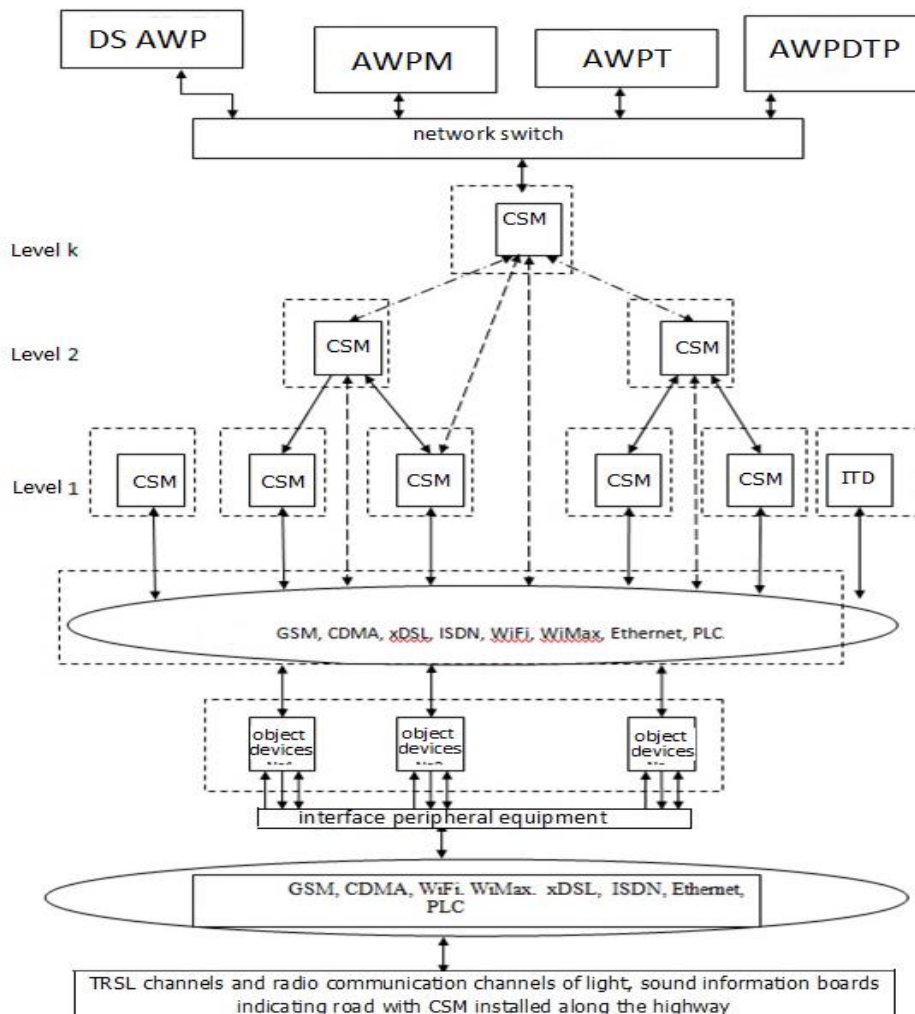 DS AWP
AWPM
AWPT
AWPDTP
network switch
CSM
Level k
CSM
CSM
Level 2
CSM
CSM
CSM
CSM
CSM
ITD
Level 1
GSM, CDMA, xDSL, ISDN, WiFi, WiMax, Ethernet, PLC.
object
devices
object
devices
object
devices
interface peripheral equipment
GSM, CDMA, WiFi. WiMax. xDSL, ISDN, Ethernet,
PLC
TRSL channels and radio communication channels of light, sound information boards
indicating road with CSM installed along the highway